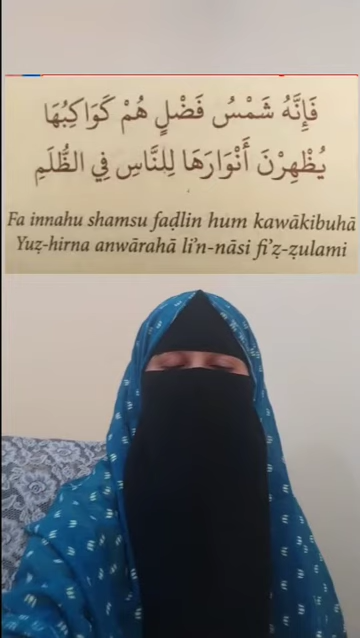 فَإِنَّهُ شَمْسُ فَضْلٍ هُمْ كَوَاكِبُهَا
يُظْهِرْنَ أَنْوَارَهَا لِلنَّاسِ فِي الظُّلَمِ
Fa innahu shamsu faḍlin hum kawākibuhā
Yuẓ-hirna anwārahā li’n-nāsi fi’ẓ-ẓulami